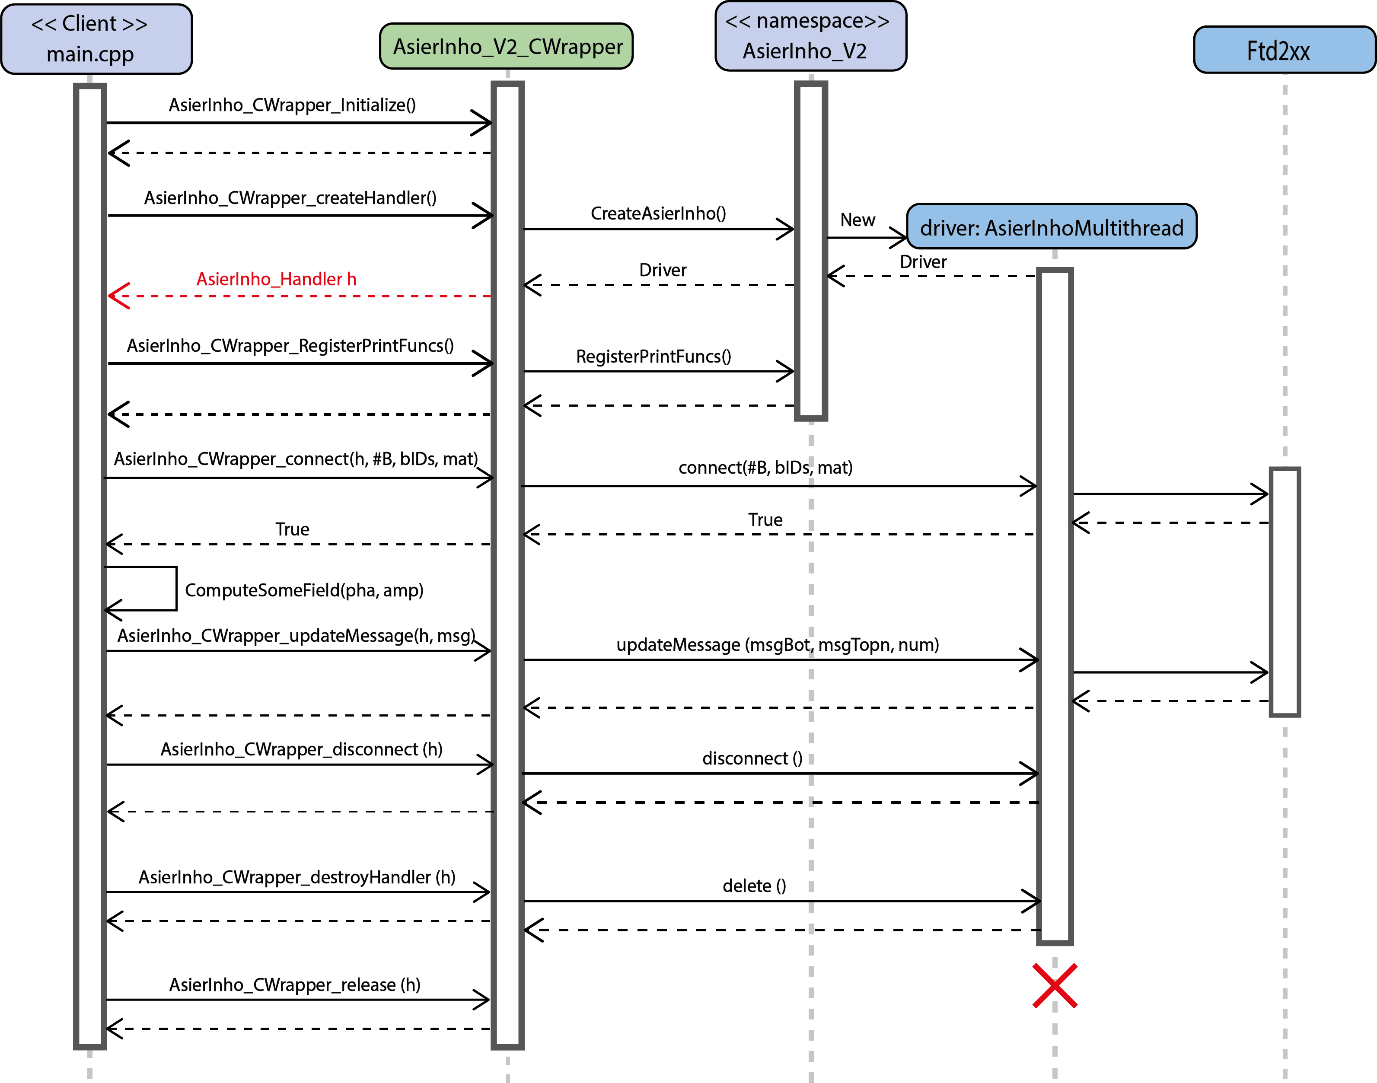 << Client >>
main.cpp
AsierInho_V2_CWrapper
<< namespace>>
AsierInho_V2
Ftd2xx
AsierInho_CWrapper_Initialize()
AsierInho_CWrapper_createHandler()
CreateAsierInho()
New
driver: AsierInhoMultithread
Driver
Driver
AsierInho_Handler h
AsierInho_CWrapper_RegisterPrintFuncs()
RegisterPrintFuncs()
AsierInho_CWrapper_connect(h, #B, bIDs, mat)
connect(#B, bIDs, mat)
True
True
ComputeSomeField(pha, amp)
AsierInho_CWrapper_updateMessage(h, msg)
updateMessage (msgBot, msgTopn, num)
AsierInho_CWrapper_disconnect (h)
disconnect ()
AsierInho_CWrapper_destroyHandler (h)
delete ()
AsierInho_CWrapper_release (h)